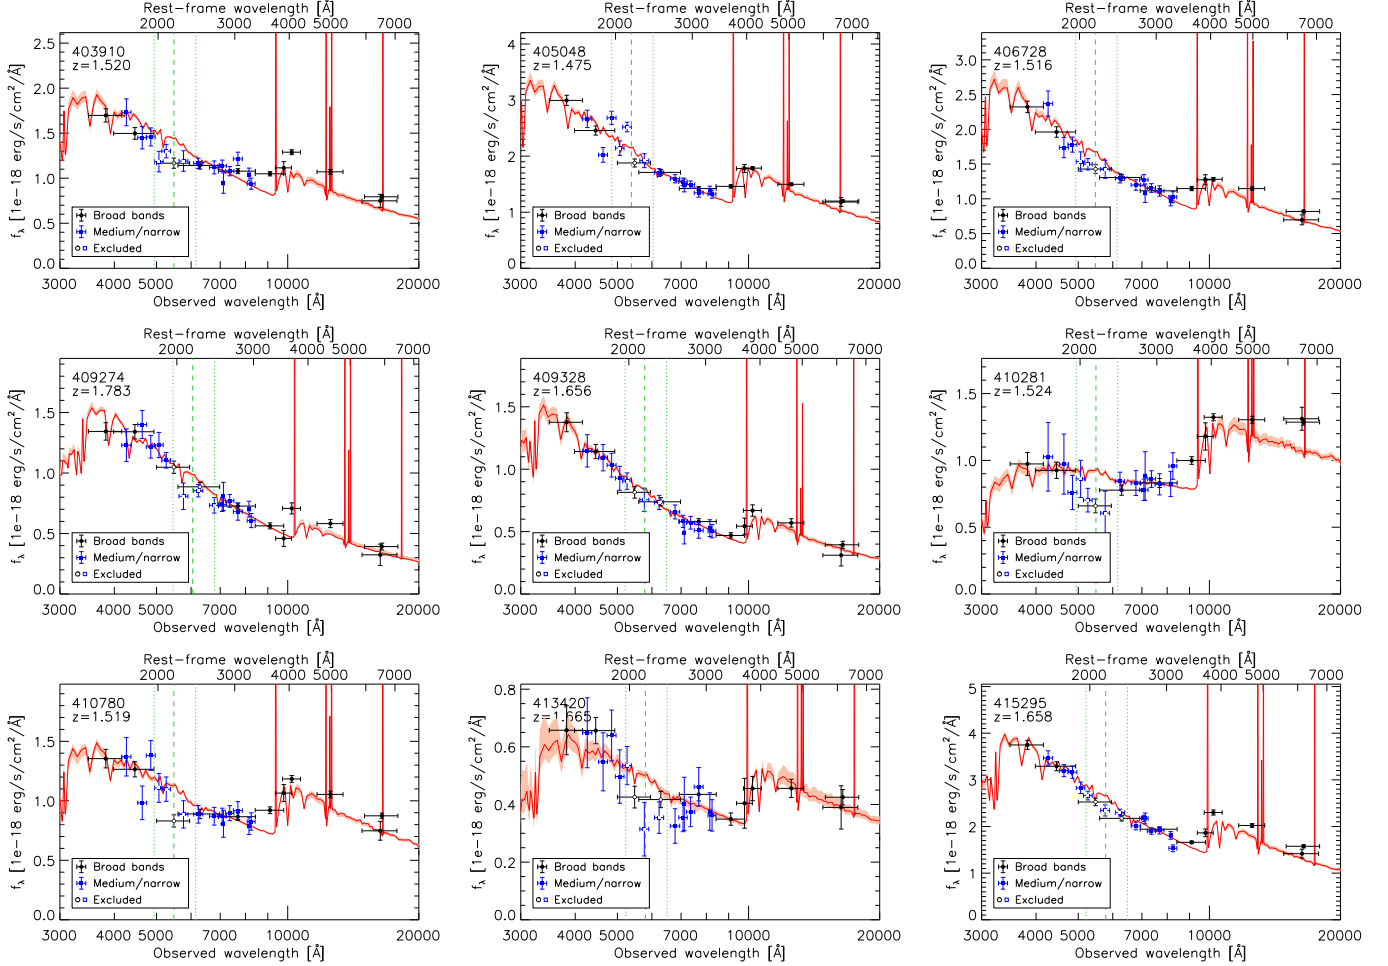 Rest-frame wavelength [Å]
2000 3000 4000 5000 7000
403910
z=1.520
fλ [1e-18 erg/s/cm²/Å]
2.5
2.0
1.5
1.0
0.5
0.0
Broad bands
Medium/narrow
Excluded
3000 4000 5000 7000 10000 20000
Observed wavelength [Å]
Rest-frame wavelength [Å]
2000 3000 4000 5000 7000
405048
z=1.475
fλ [1e-18 erg/s/cm²/Å]
4
3
2
1
0
Broad bands
Medium/narrow
Excluded
3000 4000 5000 7000 10000 20000
Observed wavelength [Å]
Rest-frame wavelength [Å]
2000 3000 4000 5000 7000
406728
z=1.516
fλ [1e-18 erg/s/cm²/Å]
3.0
2.5
2.0
1.5
1.0
0.5
0.0
Broad bands
Medium/narrow
Excluded
3000 4000 5000 7000 10000 20000
Observed wavelength [Å]
Rest-frame wavelength [Å]
2000 3000 4000 5000 7000
409274
z=1.783
fλ [1e-18 erg/s/cm²/Å]
1.5
1.0
0.5
0.0
Broad bands
Medium/narrow
Excluded
3000 4000 5000 7000 10000 20000
Observed wavelength [Å]
Rest-frame wavelength [Å]
2000 3000 4000 5000 7000
409328
z=1.656
fλ [1e-18 erg/s/cm²/Å]
1.5
1.0
0.5
0.0
Broad bands
Medium/narrow
Excluded
3000 4000 5000 7000 10000 20000
Observed wavelength [Å]
Rest-frame wavelength [Å]
2000 3000 4000 5000 7000
410281
z=1.524
fλ [1e-18 erg/s/cm²/Å]
1.5
1.0
0.5
0.0
Broad bands
Medium/narrow
Excluded
3000 4000 5000 7000 10000 20000
Observed wavelength [Å]
Rest-frame wavelength [Å]
2000 3000 4000 5000 7000
410780
z=1.519
fλ [1e-18 erg/s/cm²/Å]
1.5
1.0
0.5
0.0
Broad bands
Medium/narrow
Excluded
3000 4000 5000 7000 10000 20000
Observed wavelength [Å]
Rest-frame wavelength [Å]
2000 3000 4000 5000 7000
413420
z=1.665
fλ [1e-18 erg/s/cm²/Å]
0.8
0.6
0.4
0.2
0.0
Broad bands
Medium/narrow
Excluded
3000 4000 5000 7000 10000 20000
Observed wavelength [Å]
Rest-frame wavelength [Å]
2000 3000 4000 5000 7000
415295
z=1.658
fλ [1e-18 erg/s/cm²/Å]
5
4
3
2
1
0
Broad bands
Medium/narrow
Excluded
3000 4000 5000 7000 10000 20000
Observed wavelength [Å]